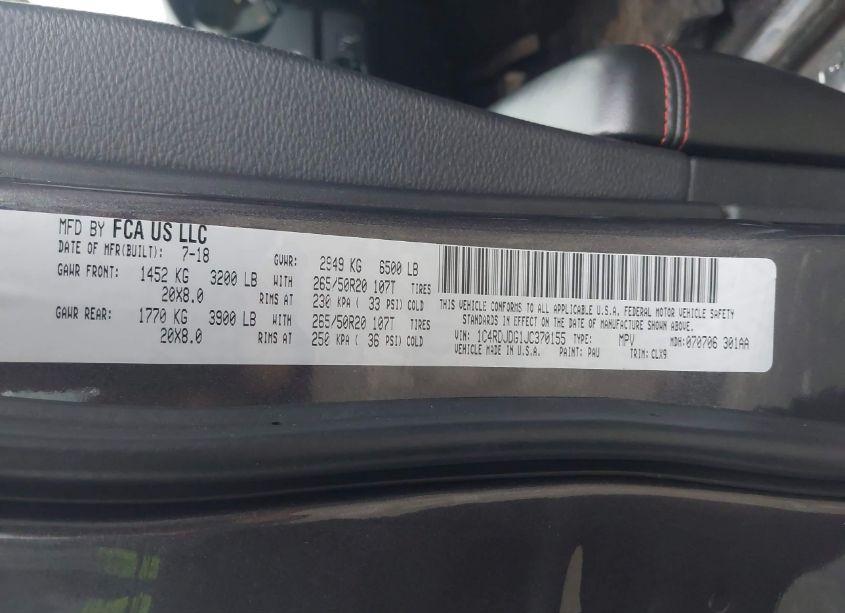 MFD BY FCA US LLC
DATE OF MFR(BUILT): 7-18 GVWR: 2949 KG 6500 LB
GAWR FRONT: 1452 KG 3200 LB WITH 265/50R20 107T TIRES
20X8.0 RIMS AT 230 KPA ( 33 PSI) COLD
GAWR REAR: 1770 KG 3900 LB WITH 265/50R20 107T TIRES
20X8.0 RIMS AT 250 KPA ( 36 PSI) COLD
THIS VEHICLE CONFORMS TO ALL APPLICABLE U.S.A. FEDERAL MOTOR VEHICLE SAFETY
STANDARDS IN EFFECT ON THE DATE OF MANUFACTURE SHOWN ABOVE.
VIN: 1C4RDJDG1JC370155 TYPE: MPV MDH: 070706 301AA
VEHICLE MADE IN U.S.A. PAINT: PAU TRIM: CLX9